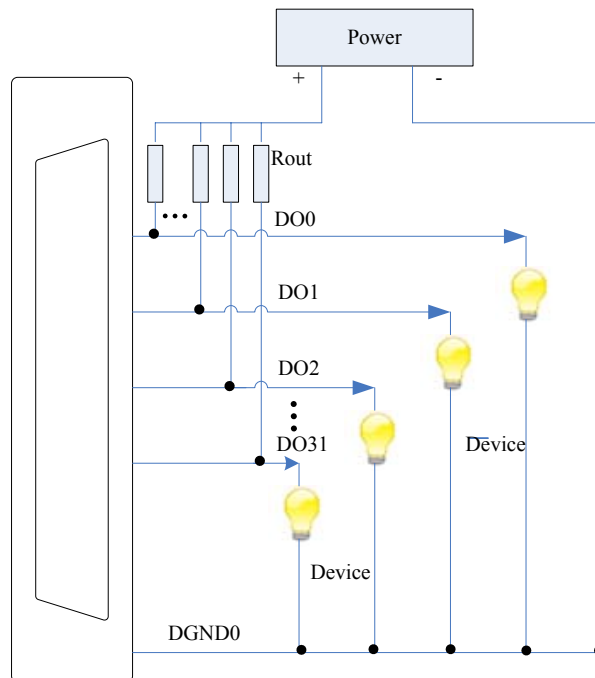 Power
+
-
Rout
DO0
DO1
DO2
DO31
Device
Device
DGND0